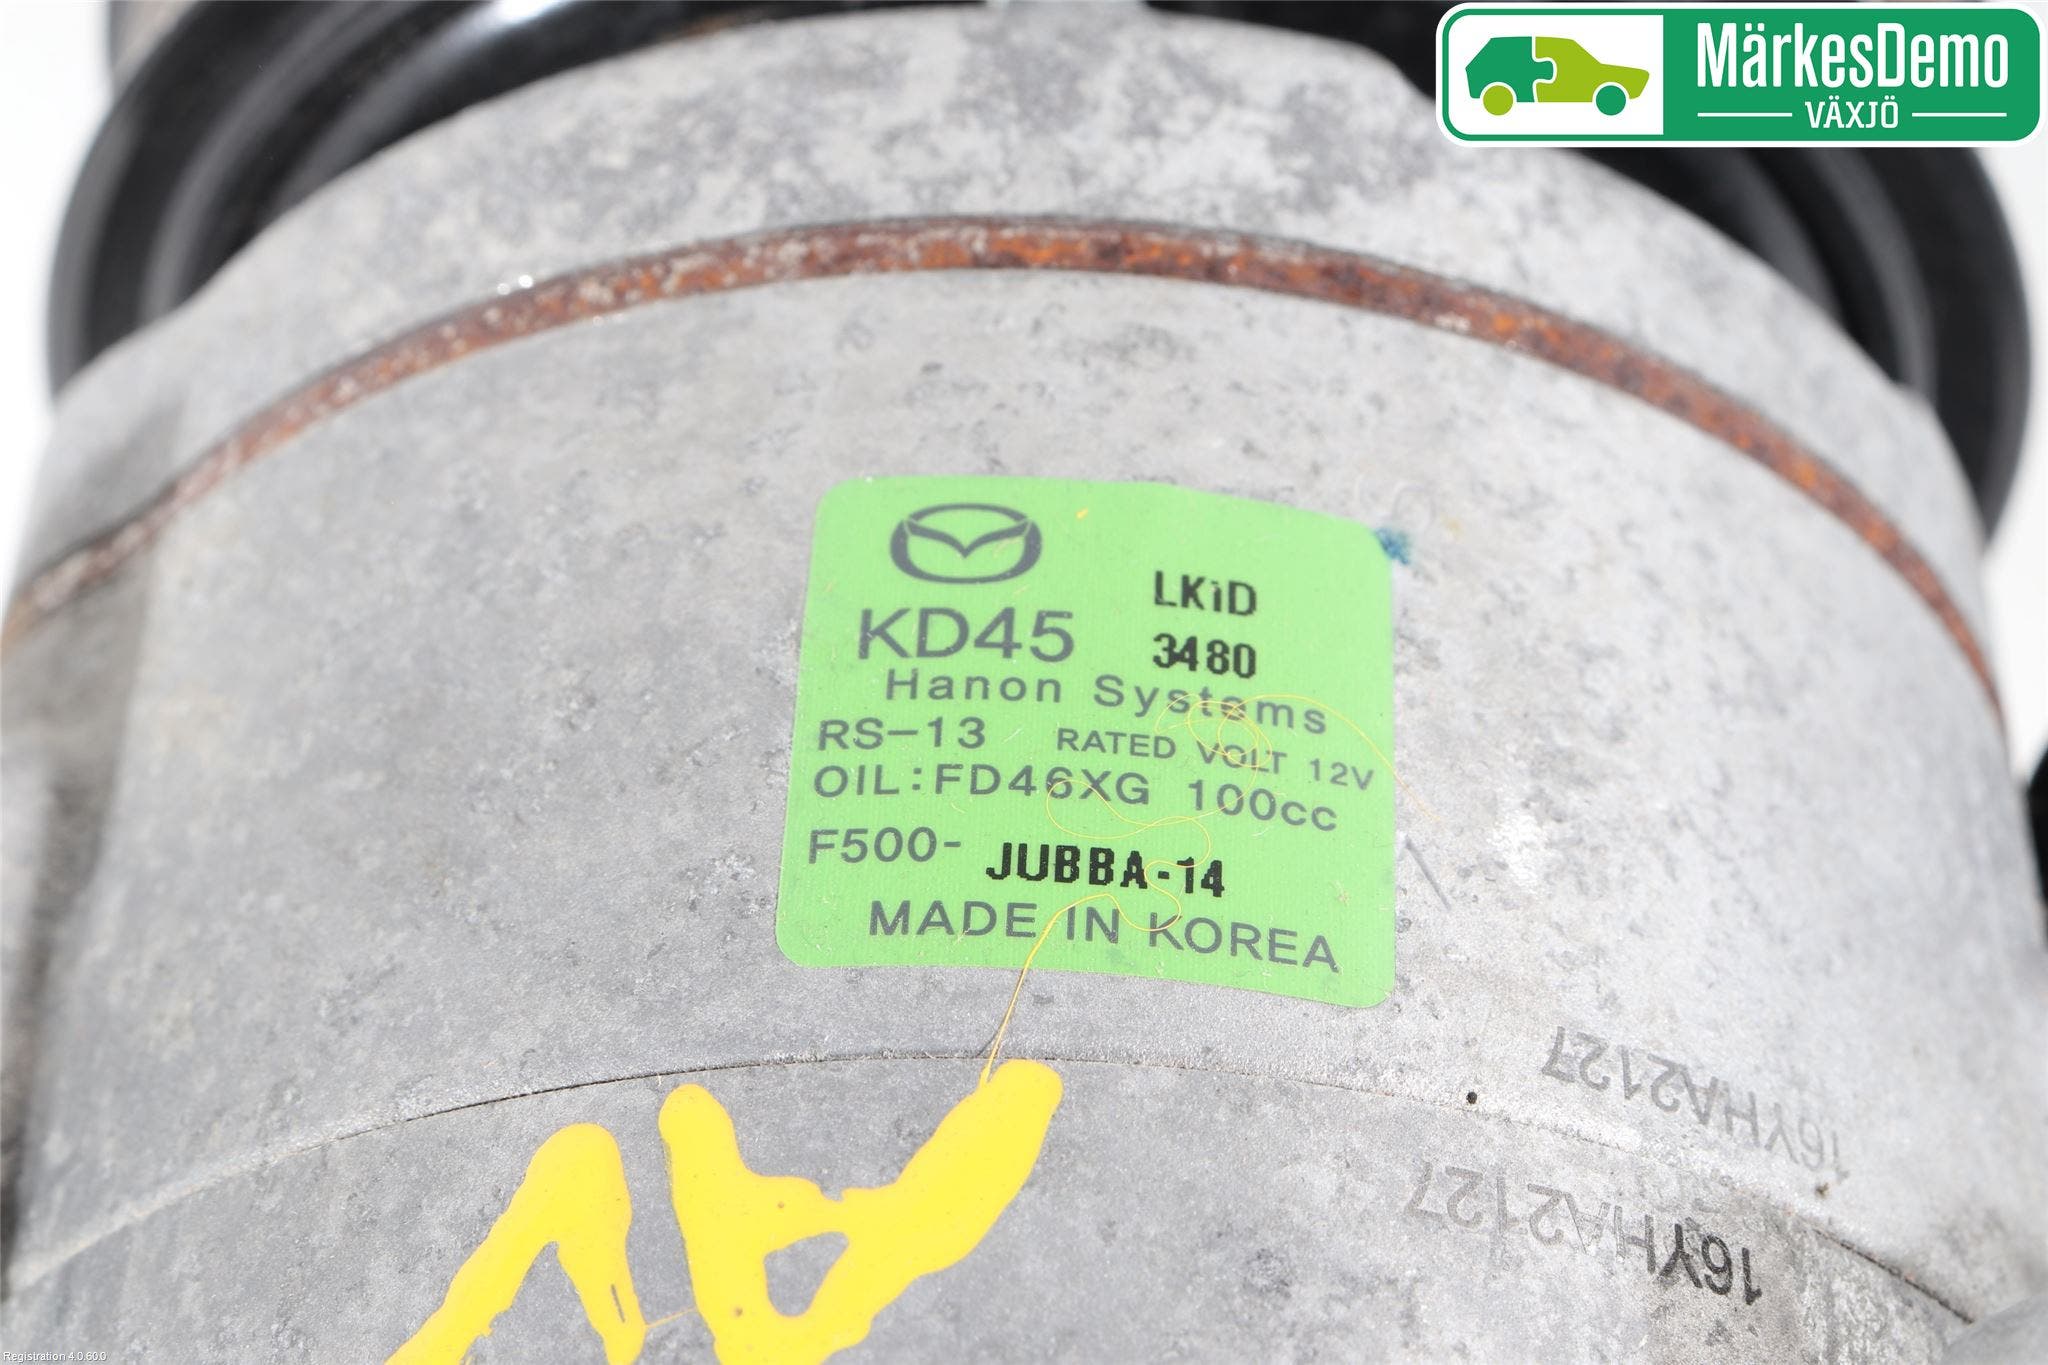 MärkesDemo
VÄXJÖ
LK1D
KD45
3480
Hanon Systems
RS-13 RATED VOLT 12V
OIL:FD46XG 100cc
F500- JUBBA-14
MADE IN KOREA
16YHA2127
16YHA2127
Registration 4.0.60.0